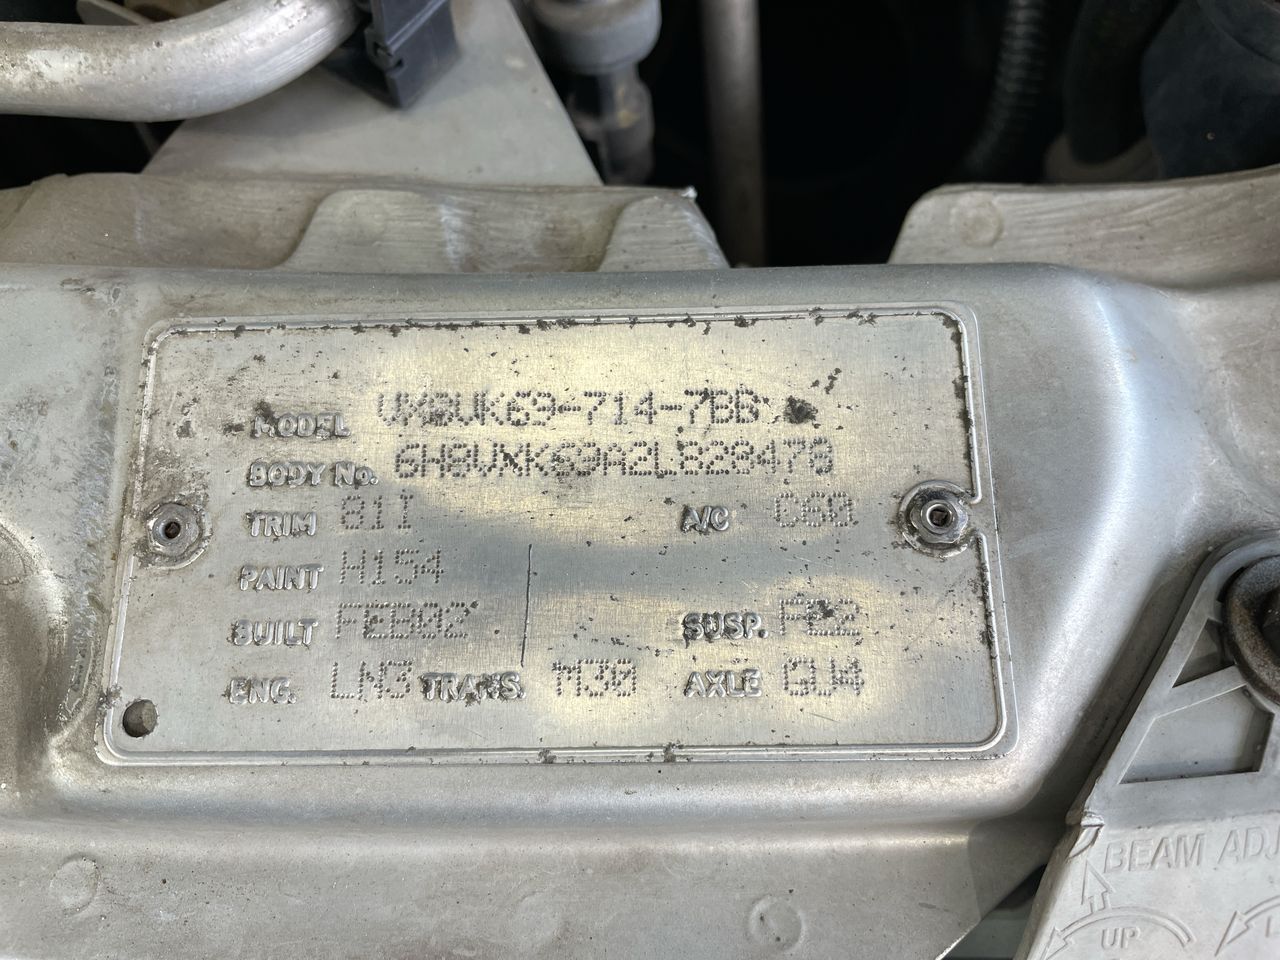 MODEL VX8VK69-714-7BB
BODY No. 6H8VXK69A2L828478
TRIM 81I A/C C60
PAINT H154
BUILT FEB02 SUSP. FE2
ENG. LN3 TRANS. M30 AXLE GU4
BEAM ADJ
UP